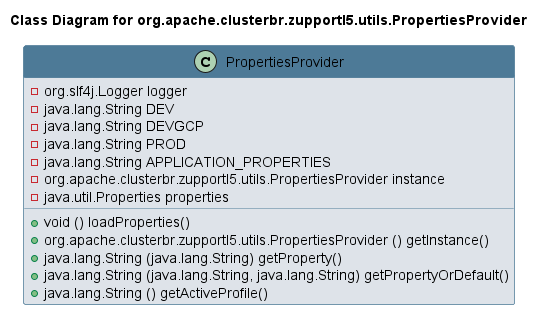 Class Diagram for org.apache.clusterbr.zupportl5.utils.PropertiesProvider
C PropertiesProvider
org.slf4j.Logger logger
java.lang.String DEV
java.lang.String DEVGCP
java.lang.String PROD
java.lang.String APPLICATION_PROPERTIES
org.apache.clusterbr.zupportl5.utils.PropertiesProvider instance
java.util.Properties properties
void () loadProperties()
org.apache.clusterbr.zupportl5.utils.PropertiesProvider () getInstance()
java.lang.String (java.lang.String) getProperty()
java.lang.String (java.lang.String, java.lang.String) getPropertyOrDefault()
java.lang.String () getActiveProfile()